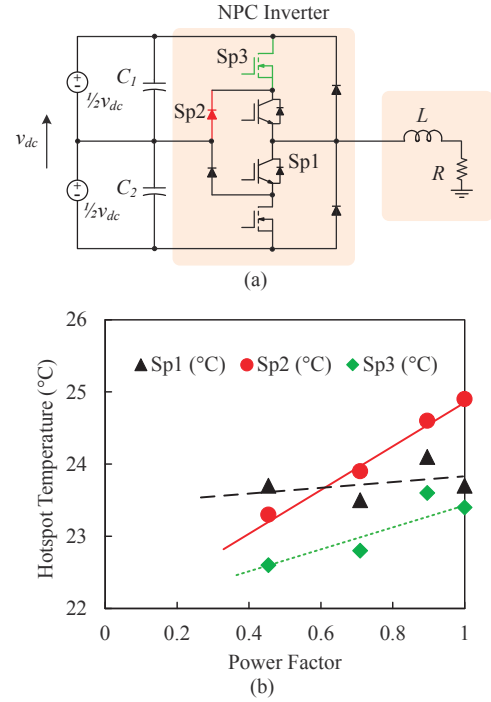 NPC Inverter
Sp3
C1
½vdc
Sp2
L
vdc
Sp1
R
C2
½vdc
(a)
26
▲ Sp1 (°C) ● Sp2 (°C) ◆ Sp3 (°C)
25
24
23
22
Hotspot Temperature (°C)
0 0.2 0.4 0.6 0.8 1
Power Factor
(b)